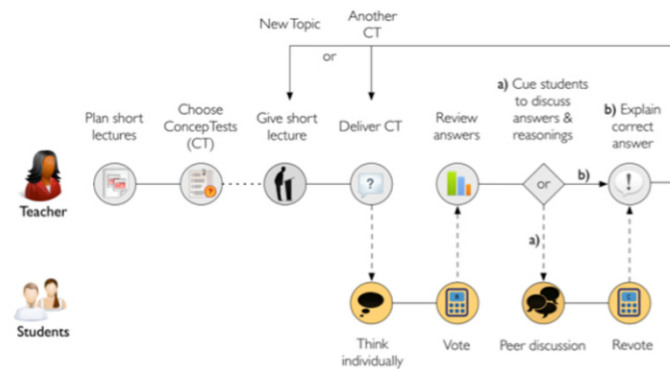 New Topic
or
Another
CT
Plan short
lectures
Choose
ConcepTests
(CT)
Give short
lecture
Deliver CT
Review
answers
a) Cue students
to discuss
answers &
reasonings
b) Explain
correct
answer
Teacher
?
or
b)
!
a)
Students
Think
individually
Vote
Peer discussion
Revote